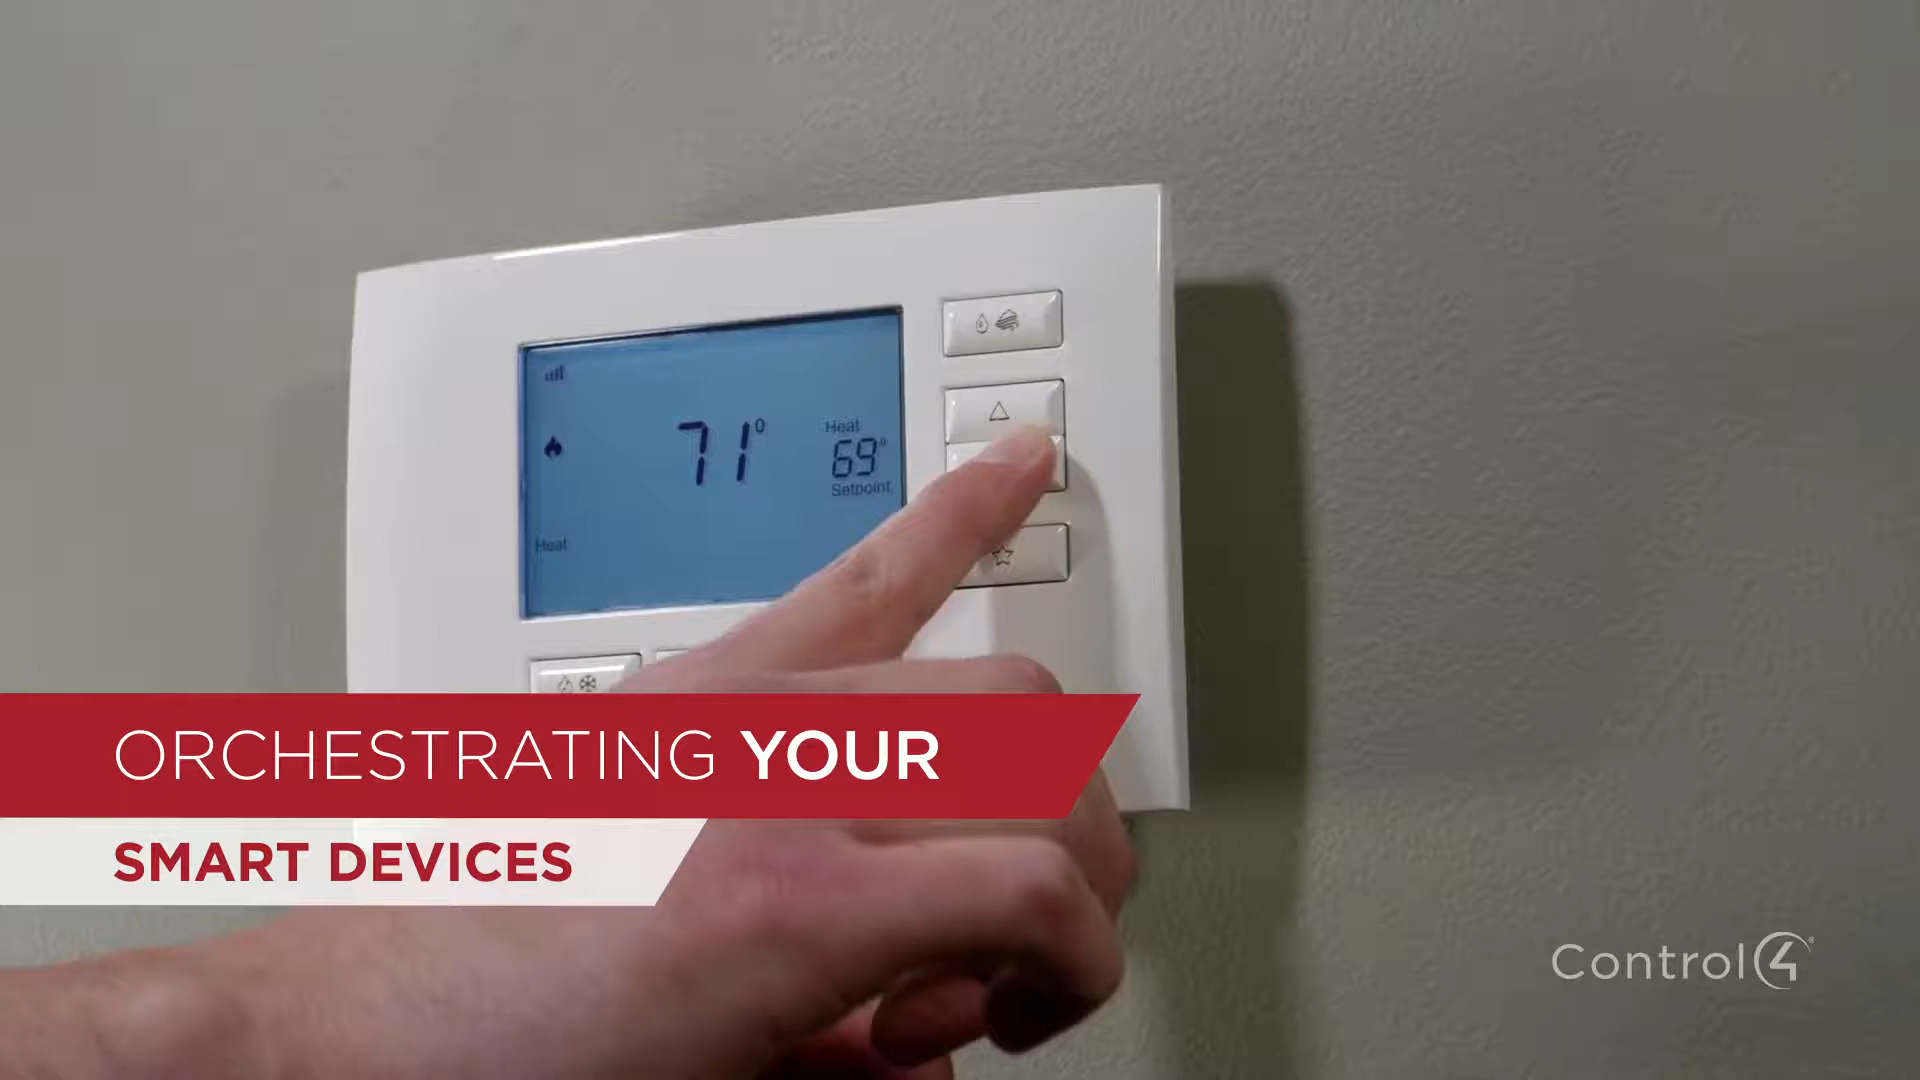 71°
Heat
69°
Setpoint
Heat
ORCHESTRATING YOUR
SMART DEVICES
Control4®